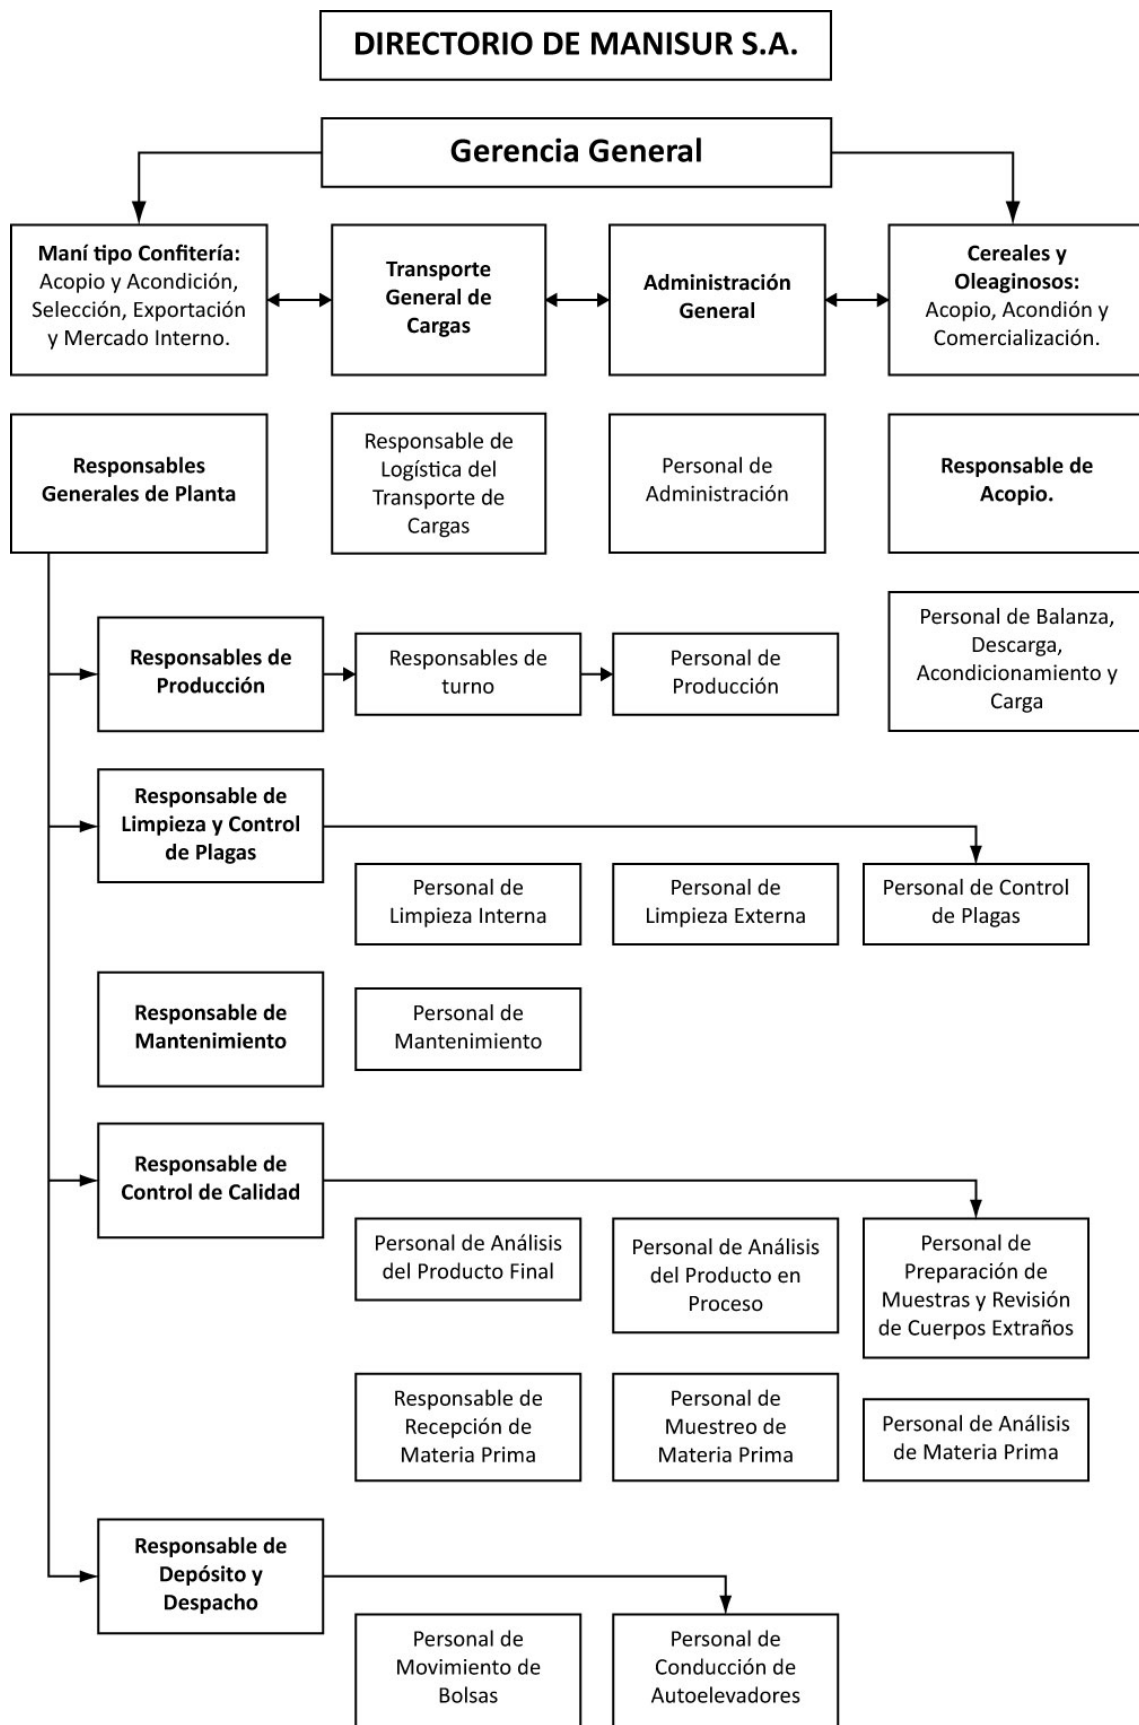 DIRECTORIO DE MANISUR S.A.
Gerencia General
Maní tipo Confitería:
Acopio y Acondición,
Selección, Exportación
y Mercado Interno.
Transporte
General de
Cargas
Administración
General
Cereales y
Oleaginosos:
Acopio, Acondión y
Comercialización.
Responsables
Generales de Planta
Responsable de
Logística del
Transporte de
Cargas
Personal de
Administración
Responsable de
Acopio.
Responsables de
Producción
Responsables de
turno
Personal de
Producción
Personal de Balanza,
Descarga,
Acondicionamiento y
Carga
Responsable de
Limpieza y Control
de Plagas
Personal de
Limpieza Interna
Personal de
Limpieza Externa
Personal de Control
de Plagas
Responsable de
Mantenimiento
Personal de
Mantenimiento
Responsable de
Control de Calidad
Personal de Análisis
del Producto Final
Personal de Análisis
del Producto en
Proceso
Personal de
Preparación de
Muestras y Revisión
de Cuerpos Extraños
Responsable de
Recepción de
Materia Prima
Personal de
Muestreo de
Materia Prima
Personal de Análisis
de Materia Prima
Responsable de
Depósito y
Despacho
Personal de
Movimiento de
Bolsas
Personal de
Conducción de
Autoelevadores